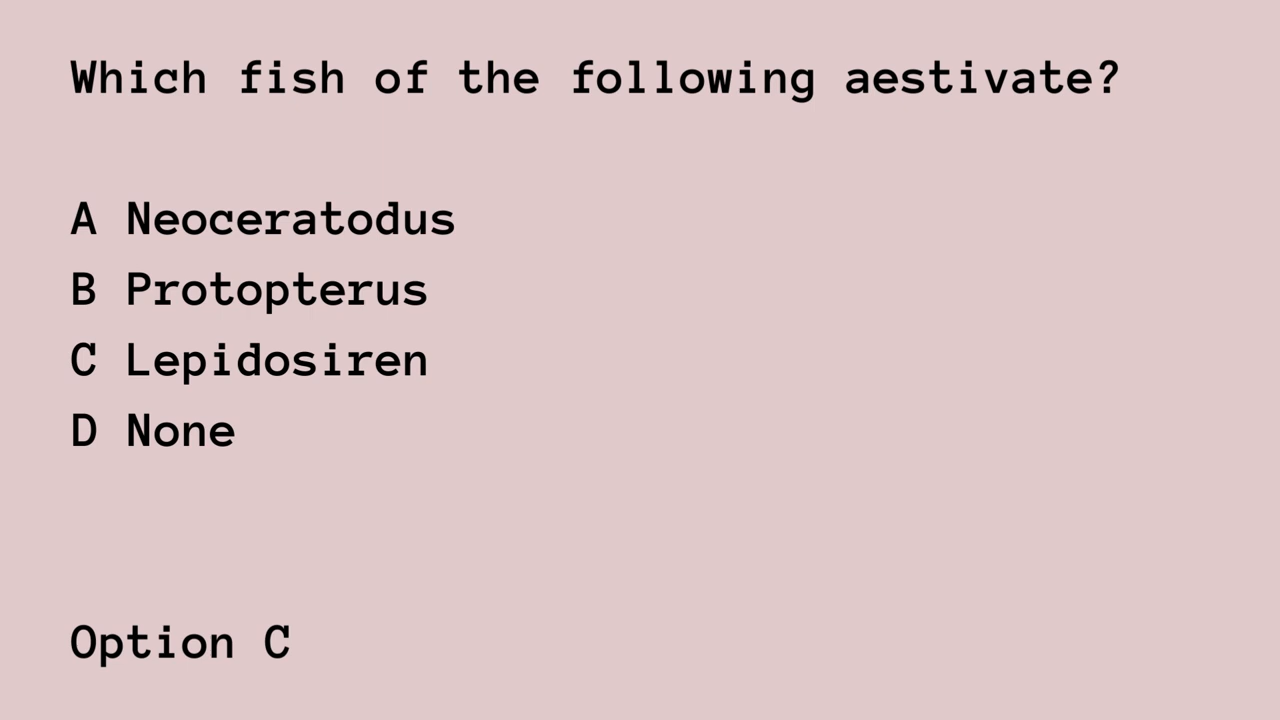 Which fish of the following aestivate?
A Neoceratodus
B Protopterus
C Lepidosiren
D None
Option C